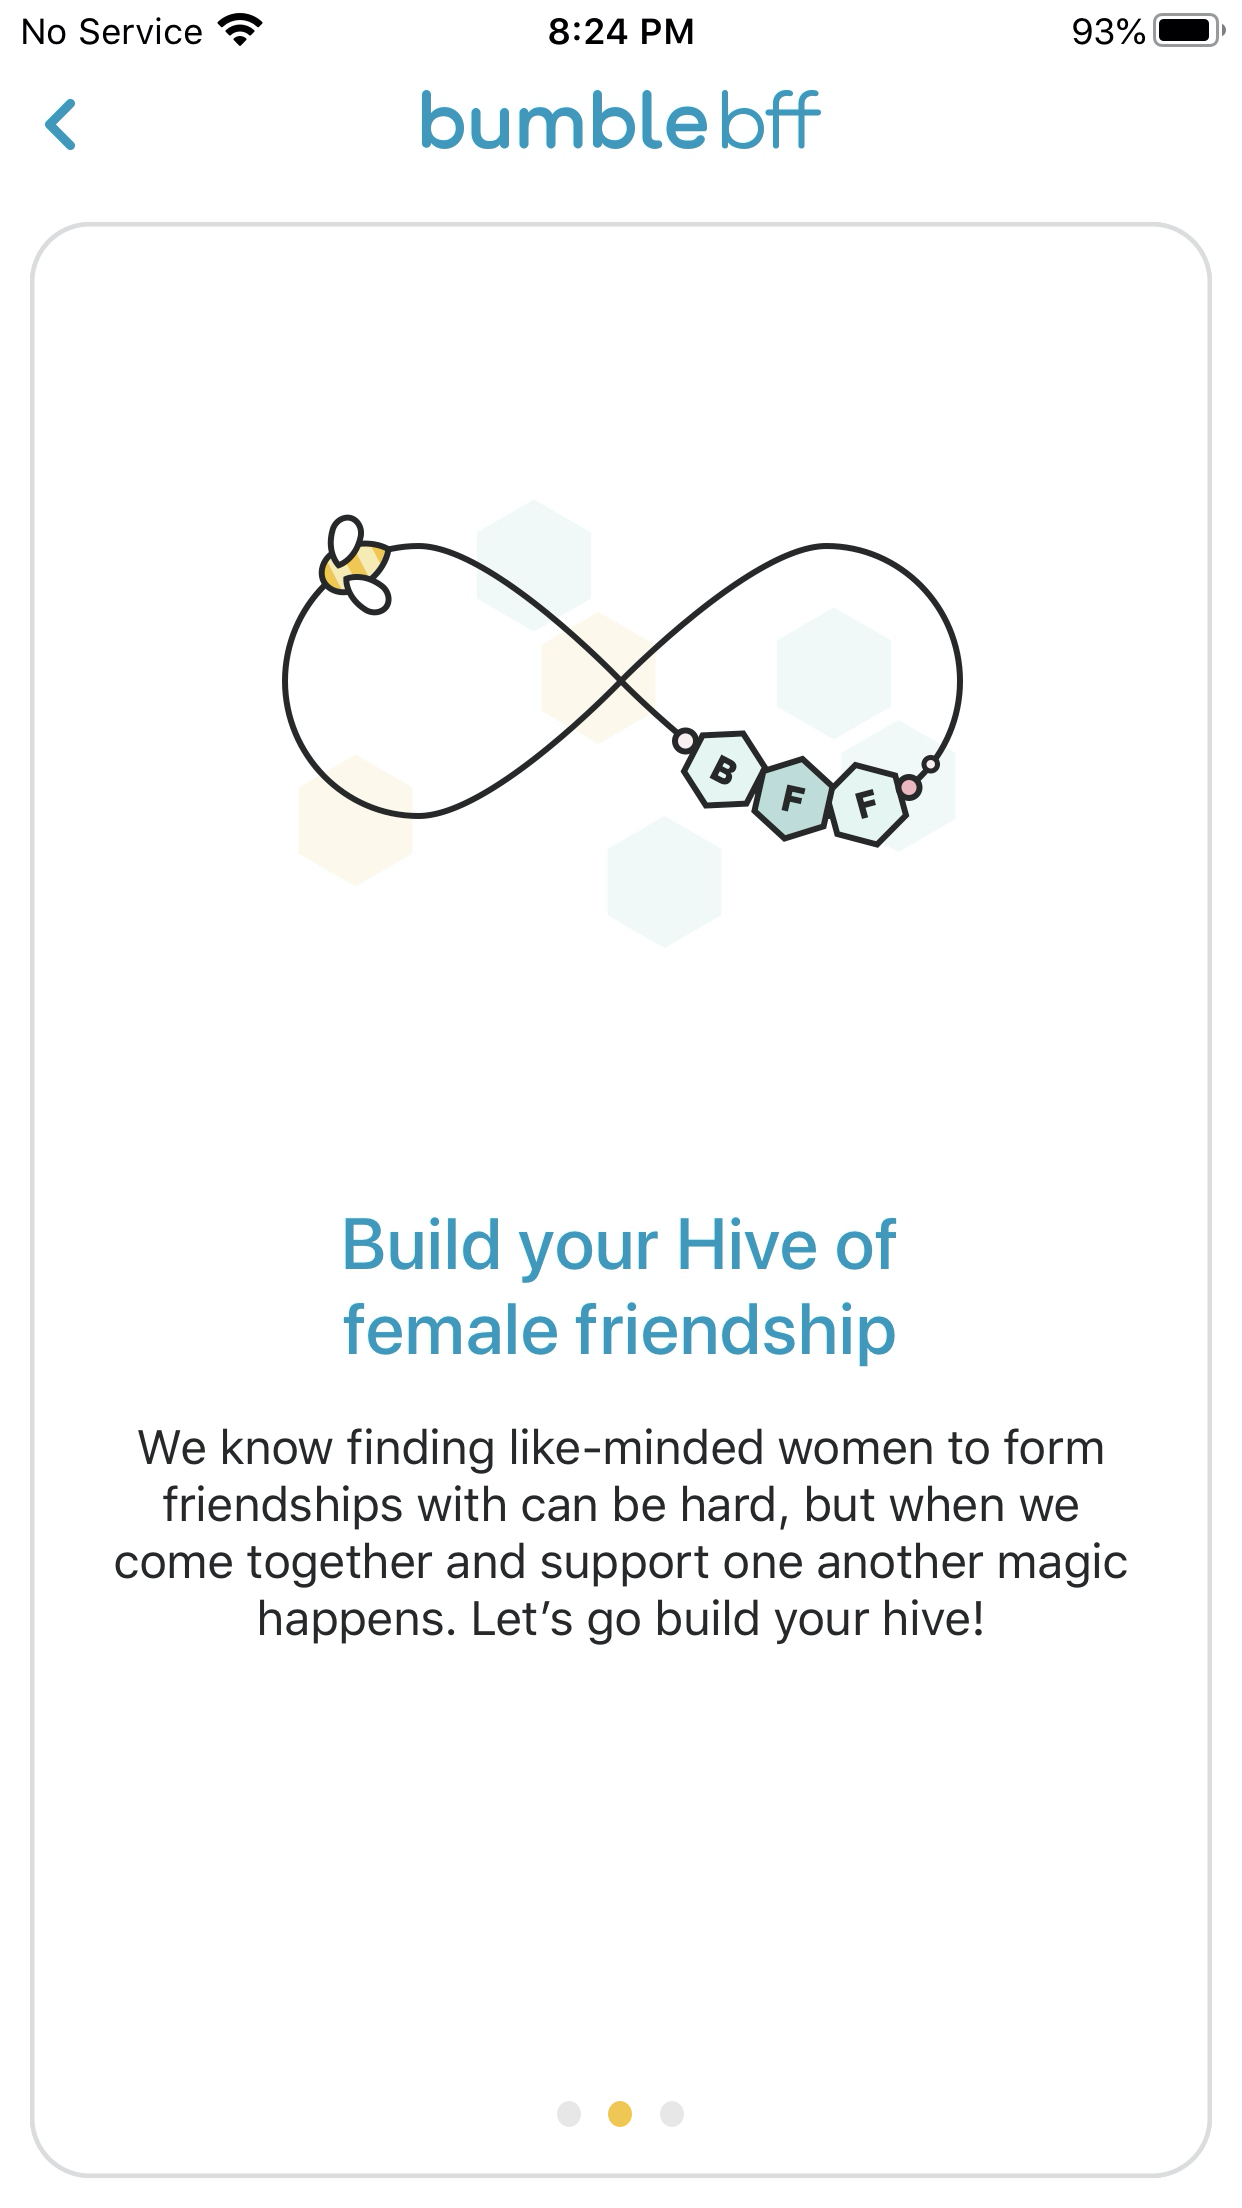 No Service 8:24 PM 93%
bumble bff
B F F
Build your Hive of
female friendship
We know finding like-minded women to form
friendships with can be hard, but when we
come together and support one another magic
happens. Let’s go build your hive!